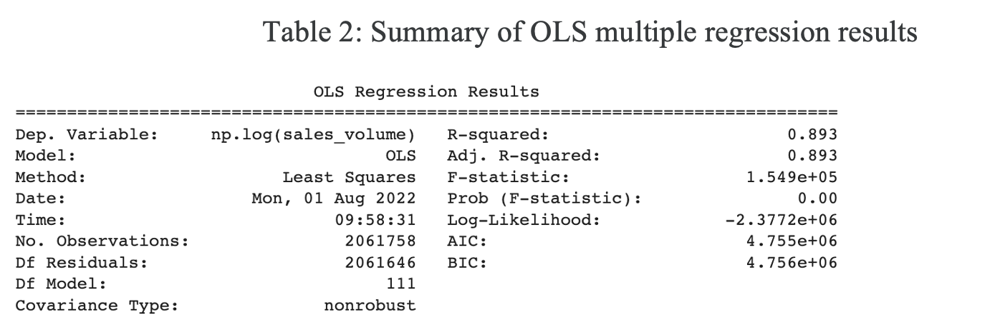 Table 2: Summary of OLS multiple regression results
OLS Regression Results
================================================================================
Dep. Variable: np.log(sales_volume) R-squared: 0.893
Model: OLS Adj. R-squared: 0.893
Method: Least Squares F-statistic: 1.549e+05
Date: Mon, 01 Aug 2022 Prob (F-statistic): 0.00
Time: 09:58:31 Log-Likelihood: -2.3772e+06
No. Observations: 2061758 AIC: 4.755e+06
Df Residuals: 2061646 BIC: 4.756e+06
Df Model: 111
Covariance Type: nonrobust